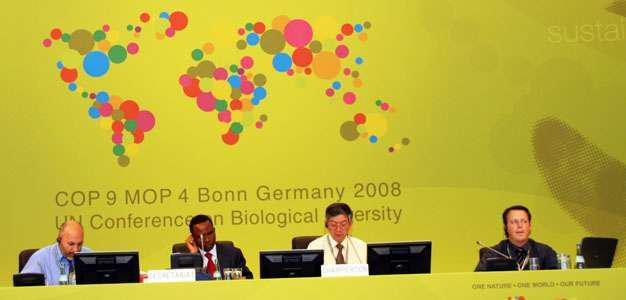 sustai
COP 9 MOP 4 Bonn Germany 2008
UN Conference on Biological Diversity
SECRETARIAT
CHAIRPERSON
ONE NATURE • ONE WORLD • OUR FUTURE